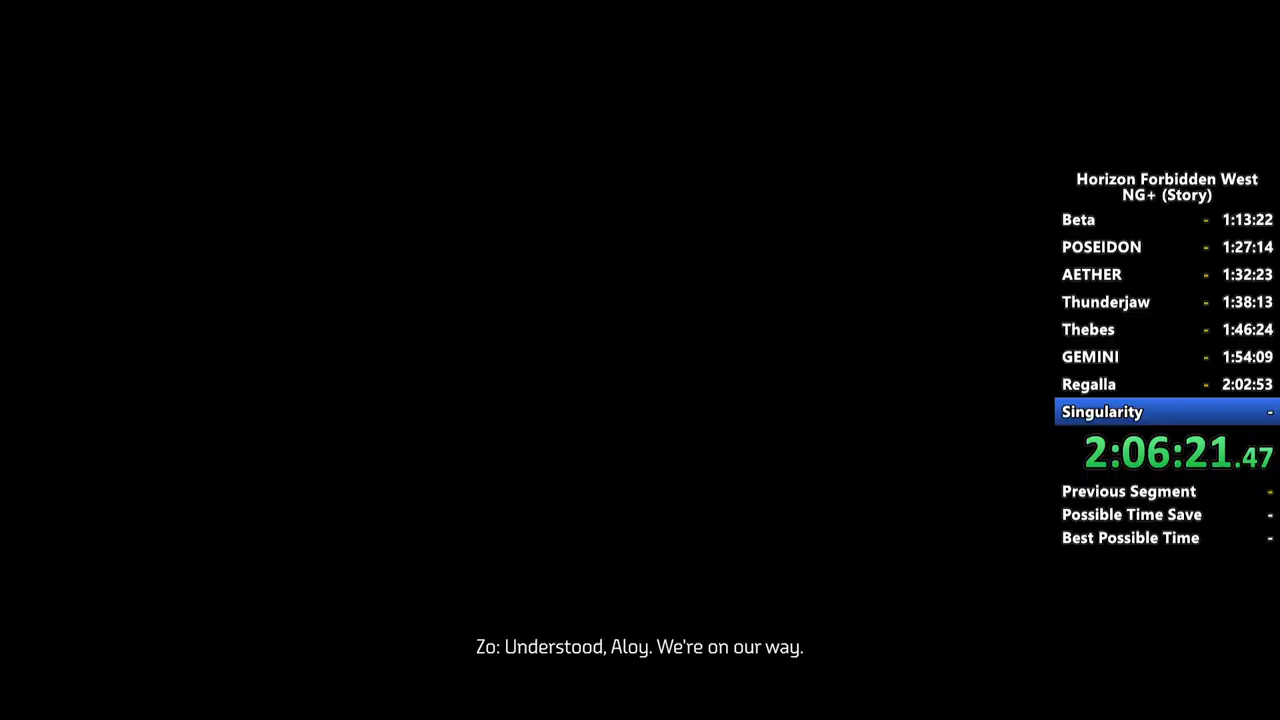 Horizon Forbidden West
NG+ (Story)
Beta - 1:13:22
POSEIDON - 1:27:14
AETHER - 1:32:23
Thunderjaw - 1:38:13
Thebes - 1:46:24
GEMINI - 1:54:09
Regalla - 2:02:53
Singularity -
2:06:21.47
Previous Segment -
Possible Time Save -
Best Possible Time -
Zo: Understood, Aloy. We're on our way.